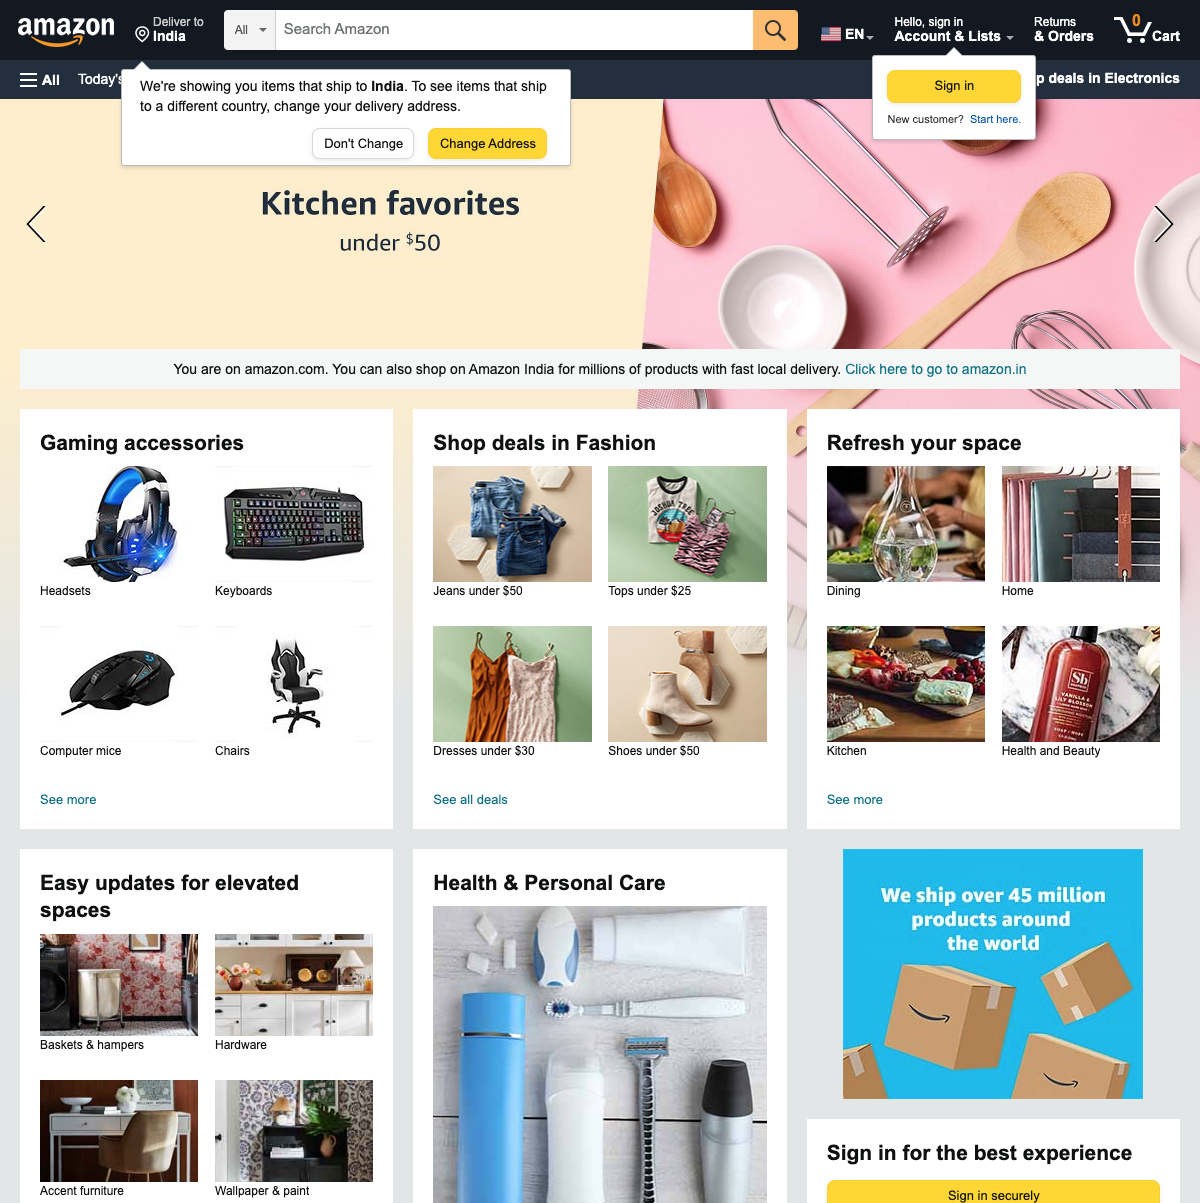 amazon
Deliver to
India
All
Search Amazon
EN
Hello, sign in
Account & Lists
Returns
& Orders
0
Cart
All
Today's
p deals in Electronics
We're showing you items that ship to India. To see items that ship
to a different country, change your delivery address.
Don't Change
Change Address
Sign in
New customer? Start here.
Kitchen favorites
under $50
You are on amazon.com. You can also shop on Amazon India for millions of products with fast local delivery. Click here to go to amazon.in
Gaming accessories
Headsets
Keyboards
Computer mice
Chairs
See more
Shop deals in Fashion
JOSHUA TREE
Jeans under $50
Tops under $25
Dresses under $30
Shoes under $50
See all deals
Refresh your space
Dining
Home
Sb
VANILLA &
LILY BLOSSOM
Kitchen
Health and Beauty
See more
Easy updates for elevated
spaces
Baskets & hampers
Hardware
Accent furniture
Wallpaper & paint
Health & Personal Care
We ship over 45 million
products around
the world
Sign in for the best experience
Sign in securely